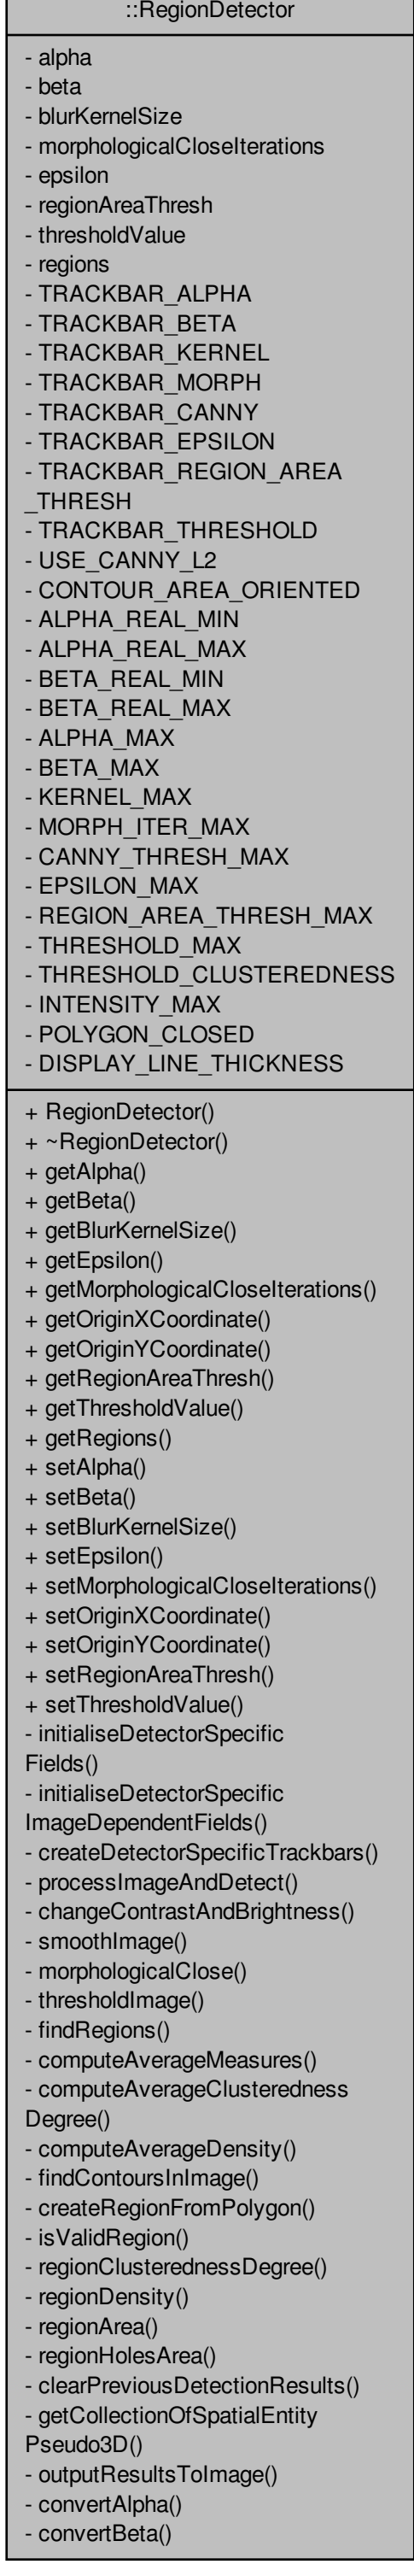 ::RegionDetector
- alpha
- beta
- blurKernelSize
- morphologicalCloseIterations
- epsilon
- regionAreaThresh
- thresholdValue
- regions
- TRACKBAR_ALPHA
- TRACKBAR_BETA
- TRACKBAR_KERNEL
- TRACKBAR_MORPH
- TRACKBAR_CANNY
- TRACKBAR_EPSILON
- TRACKBAR_REGION_AREA
_THRESH
- TRACKBAR_THRESHOLD
- USE_CANNY_L2
- CONTOUR_AREA_ORIENTED
- ALPHA_REAL_MIN
- ALPHA_REAL_MAX
- BETA_REAL_MIN
- BETA_REAL_MAX
- ALPHA_MAX
- BETA_MAX
- KERNEL_MAX
- MORPH_ITER_MAX
- CANNY_THRESH_MAX
- EPSILON_MAX
- REGION_AREA_THRESH_MAX
- THRESHOLD_MAX
- THRESHOLD_CLUSTEREDNESS
- INTENSITY_MAX
- POLYGON_CLOSED
- DISPLAY_LINE_THICKNESS
+ RegionDetector()
+ ~RegionDetector()
+ getAlpha()
+ getBeta()
+ getBlurKernelSize()
+ getEpsilon()
+ getMorphologicalCloseIterations()
+ getOriginXCoordinate()
+ getOriginYCoordinate()
+ getRegionAreaThresh()
+ getThresholdValue()
+ getRegions()
+ setAlpha()
+ setBeta()
+ setBlurKernelSize()
+ setEpsilon()
+ setMorphologicalCloseIterations()
+ setOriginXCoordinate()
+ setOriginYCoordinate()
+ setRegionAreaThresh()
+ setThresholdValue()
- initialiseDetectorSpecific
Fields()
- initialiseDetectorSpecific
ImageDependentFields()
- createDetectorSpecificTrackbars()
- processImageAndDetect()
- changeContrastAndBrightness()
- smoothImage()
- morphologicalClose()
- thresholdImage()
- findRegions()
- computeAverageMeasures()
- computeAverageClusteredness
Degree()
- computeAverageDensity()
- findContoursInImage()
- createRegionFromPolygon()
- isValidRegion()
- regionClusterednessDegree()
- regionDensity()
- regionArea()
- regionHolesArea()
- clearPreviousDetectionResults()
- getCollectionOfSpatialEntity
Pseudo3D()
- outputResultsToImage()
- convertAlpha()
- convertBeta()